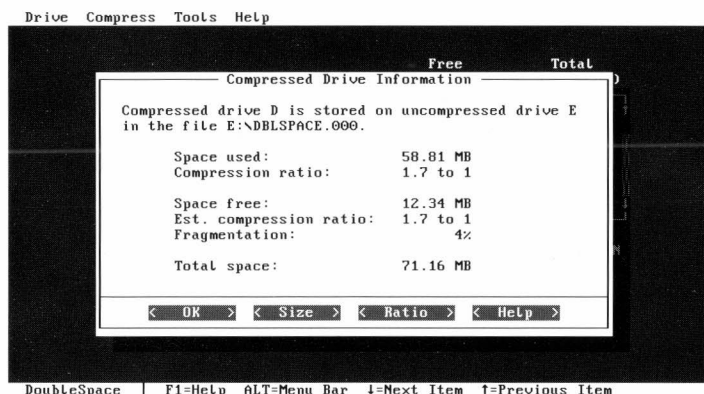 Drive Compress Tools Help
Free Total
Compressed Drive Information
Compressed drive D is stored on uncompressed drive E
in the file E:\DBLSPACE.000.
Space used: 58.81 MB
Compression ratio: 1.7 to 1
Space free: 12.34 MB
Est. compression ratio: 1.7 to 1
Fragmentation: 4%
Total space: 71.16 MB
< OK > < Size > < Ratio > < Help >
DoubleSpace | F1=Help ALT=Menu Bar ↓=Next Item ↑=Previous Item